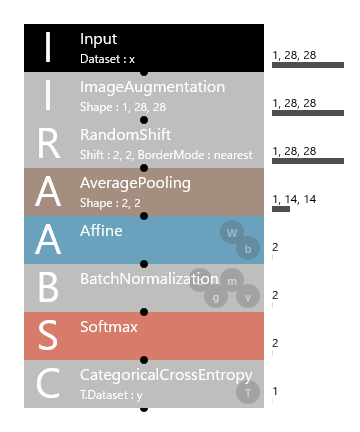 I
Input
Dataset : x
1, 28, 28
I
ImageAugmentation
Shape : 1, 28, 28
1, 28, 28
R
RandomShift
Shift : 2, 2, BorderMode : nearest
1, 28, 28
A
AveragePooling
Shape : 2, 2
1, 14, 14
A
Affine
W
b
2
B
BatchNormalization
m
g
v
2
S
Softmax
2
C
CategoricalCrossEntropy
T.Dataset : y
T
1